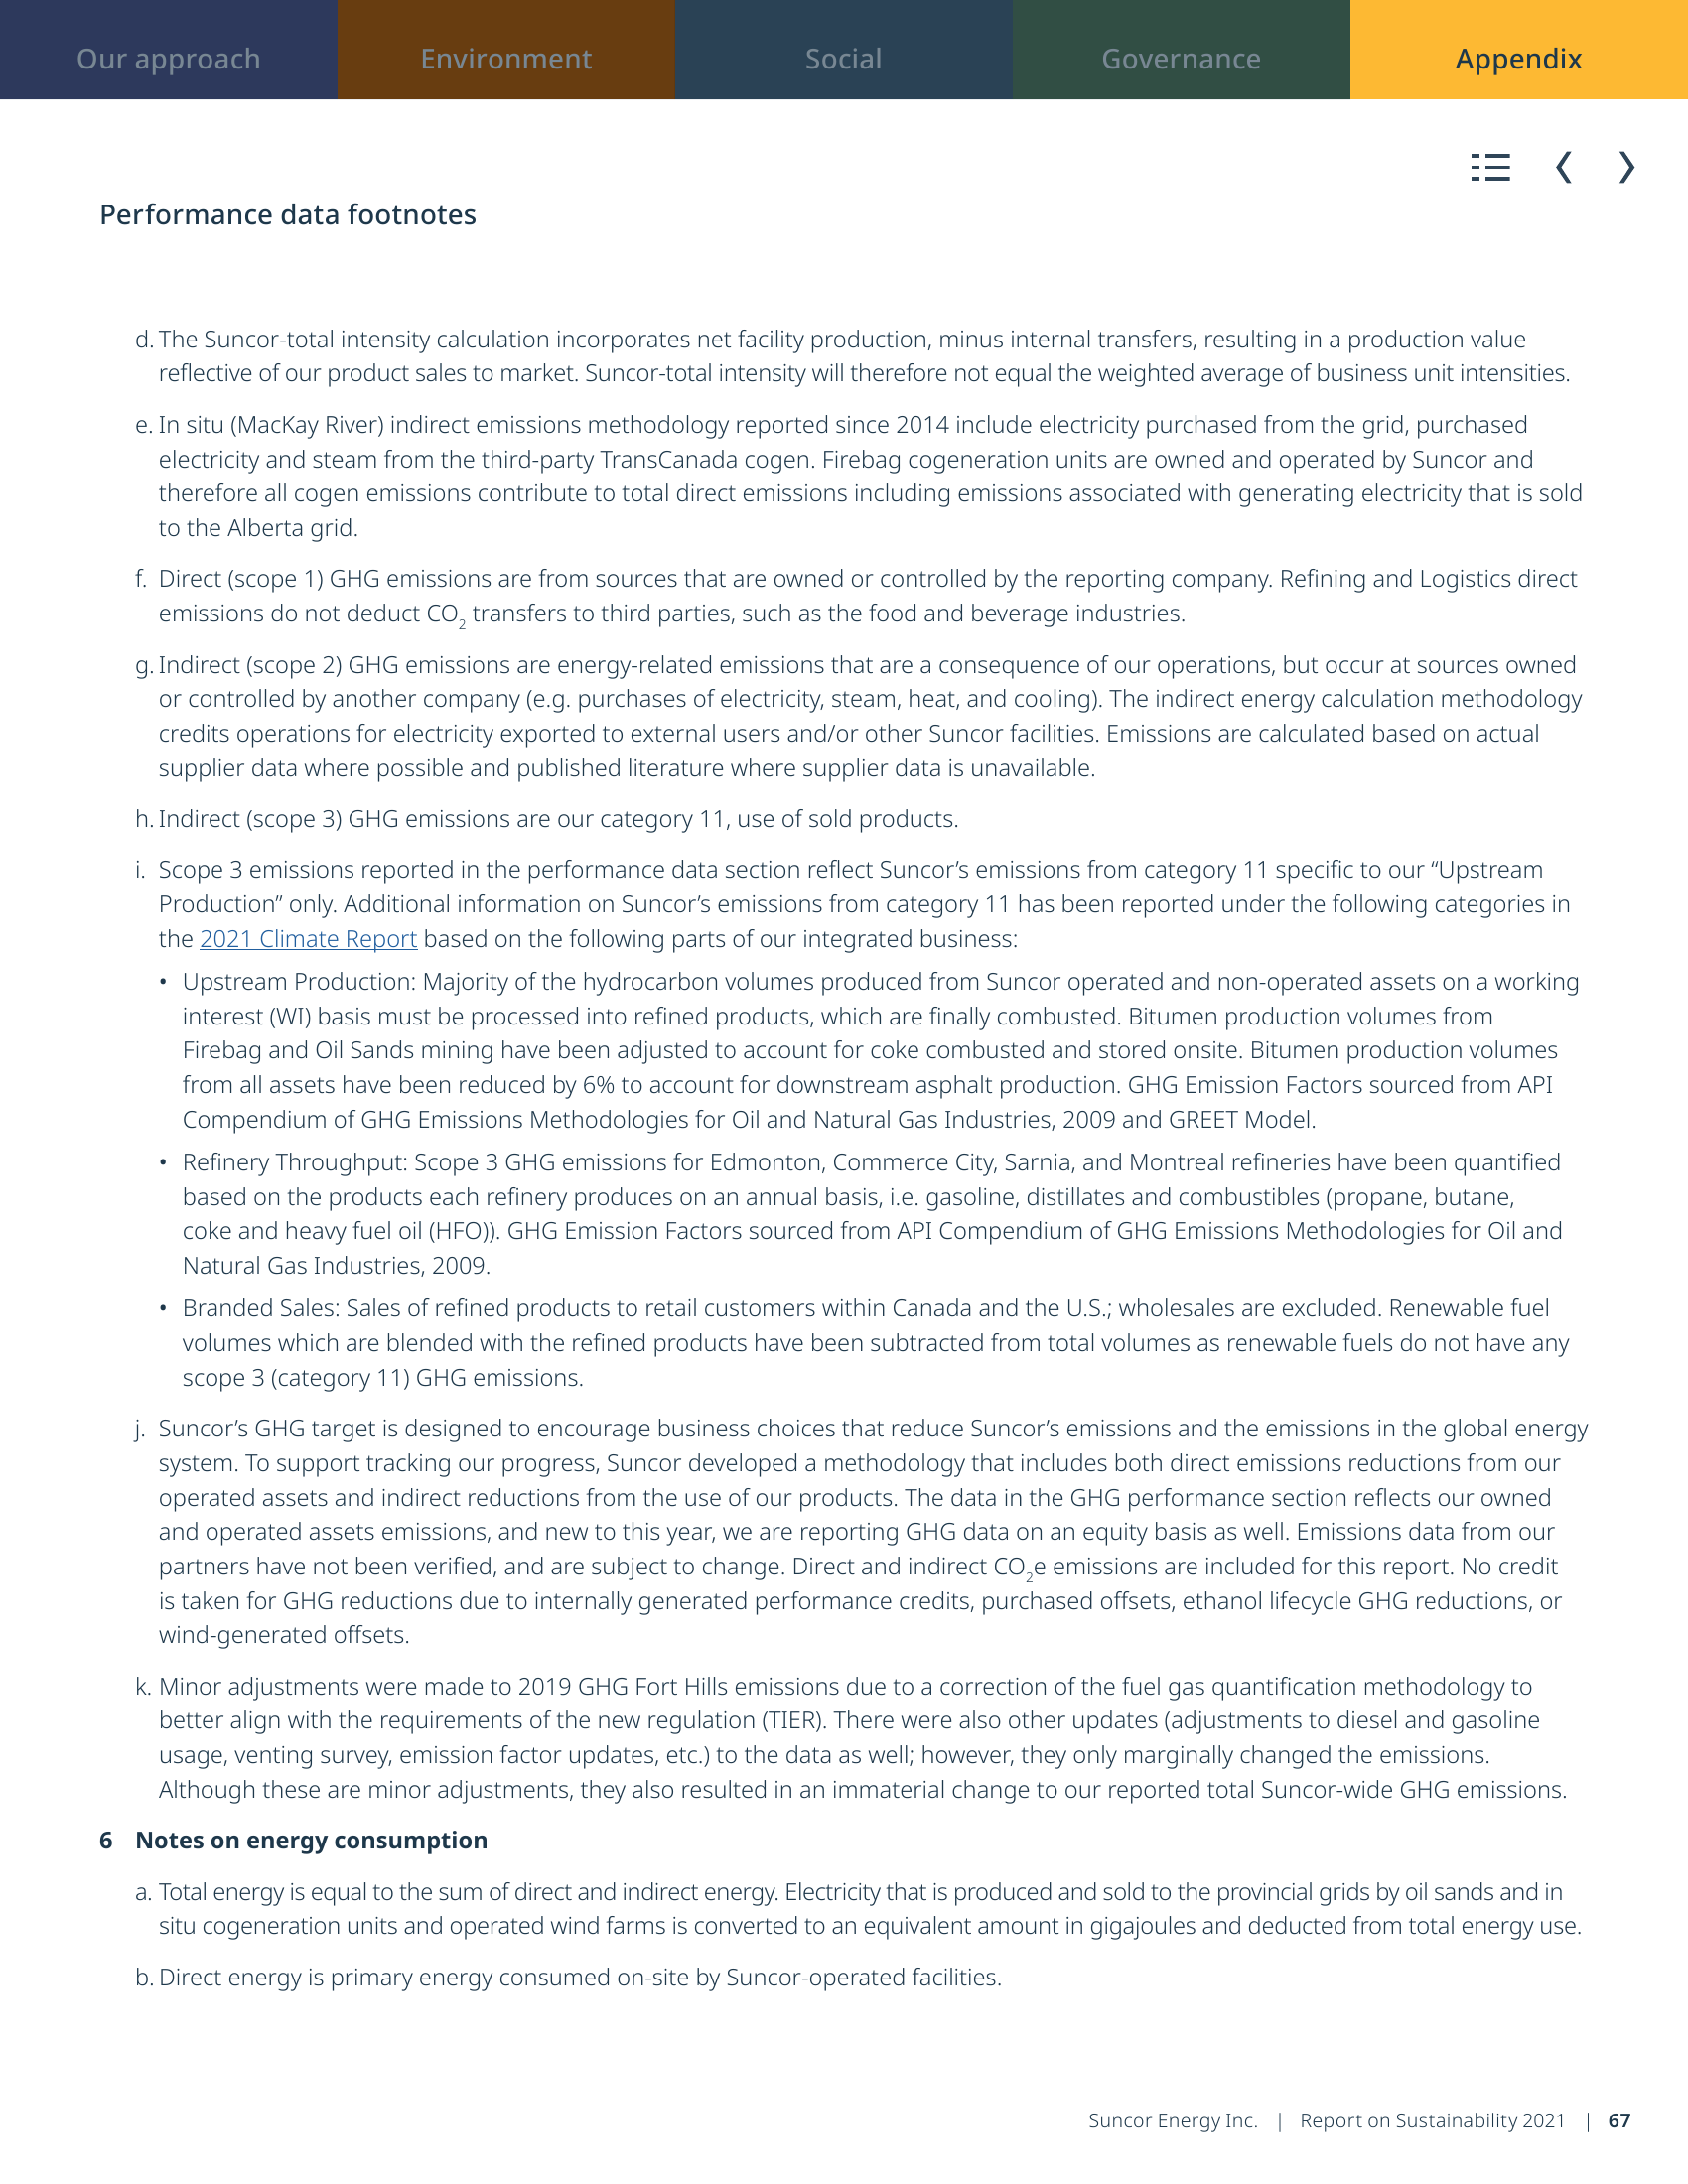 Our approach
Environment
Social
Governance
Appendix
Performance data footnotes
d. The Suncor-total intensity calculation incorporates net facility production, minus internal transfers, resulting in a production value
reflective of our product sales to market. Suncor-total intensity will therefore not equal the weighted average of business unit intensities.
e. In situ (MacKay River) indirect emissions methodology reported since 2014 include electricity purchased from the grid, purchased
electricity and steam from the third-party TransCanada cogen. Firebag cogeneration units are owned and operated by Suncor and
therefore all cogen emissions contribute to total direct emissions including emissions associated with generating electricity that is sold
to the Alberta grid.
f. Direct (scope 1) GHG emissions are from sources that are owned or controlled by the reporting company. Refining and Logistics direct
emissions do not deduct CO₂ transfers to third parties, such as the food and beverage industries.
g. Indirect (scope 2) GHG emissions are energy-related emissions that are a consequence of our operations, but occur at sources owned
or controlled by another company (e.g. purchases of electricity, steam, heat, and cooling). The indirect energy calculation methodology
credits operations for electricity exported to external users and/or other Suncor facilities. Emissions are calculated based on actual
supplier data where possible and published literature where supplier data is unavailable.
h. Indirect (scope 3) GHG emissions are our category 11, use of sold products.
i. Scope 3 emissions reported in the performance data section reflect Suncor’s emissions from category 11 specific to our “Upstream
Production” only. Additional information on Suncor’s emissions from category 11 has been reported under the following categories in
the 2021 Climate Report based on the following parts of our integrated business:
• Upstream Production: Majority of the hydrocarbon volumes produced from Suncor operated and non-operated assets on a working
interest (WI) basis must be processed into refined products, which are finally combusted. Bitumen production volumes from
Firebag and Oil Sands mining have been adjusted to account for coke combusted and stored onsite. Bitumen production volumes
from all assets have been reduced by 6% to account for downstream asphalt production. GHG Emission Factors sourced from API
Compendium of GHG Emissions Methodologies for Oil and Natural Gas Industries, 2009 and GREET Model.
• Refinery Throughput: Scope 3 GHG emissions for Edmonton, Commerce City, Sarnia, and Montreal refineries have been quantified
based on the products each refinery produces on an annual basis, i.e. gasoline, distillates and combustibles (propane, butane,
coke and heavy fuel oil (HFO)). GHG Emission Factors sourced from API Compendium of GHG Emissions Methodologies for Oil and
Natural Gas Industries, 2009.
• Branded Sales: Sales of refined products to retail customers within Canada and the U.S.; wholesales are excluded. Renewable fuel
volumes which are blended with the refined products have been subtracted from total volumes as renewable fuels do not have any
scope 3 (category 11) GHG emissions.
j. Suncor’s GHG target is designed to encourage business choices that reduce Suncor’s emissions and the emissions in the global energy
system. To support tracking our progress, Suncor developed a methodology that includes both direct emissions reductions from our
operated assets and indirect reductions from the use of our products. The data in the GHG performance section reflects our owned
and operated assets emissions, and new to this year, we are reporting GHG data on an equity basis as well. Emissions data from our
partners have not been verified, and are subject to change. Direct and indirect CO₂e emissions are included for this report. No credit
is taken for GHG reductions due to internally generated performance credits, purchased offsets, ethanol lifecycle GHG reductions, or
wind-generated offsets.
k. Minor adjustments were made to 2019 GHG Fort Hills emissions due to a correction of the fuel gas quantification methodology to
better align with the requirements of the new regulation (TIER). There were also other updates (adjustments to diesel and gasoline
usage, venting survey, emission factor updates, etc.) to the data as well; however, they only marginally changed the emissions.
Although these are minor adjustments, they also resulted in an immaterial change to our reported total Suncor-wide GHG emissions.
6 Notes on energy consumption
a. Total energy is equal to the sum of direct and indirect energy. Electricity that is produced and sold to the provincial grids by oil sands and in
situ cogeneration units and operated wind farms is converted to an equivalent amount in gigajoules and deducted from total energy use.
b. Direct energy is primary energy consumed on-site by Suncor-operated facilities.
Suncor Energy Inc. | Report on Sustainability 2021 | 67